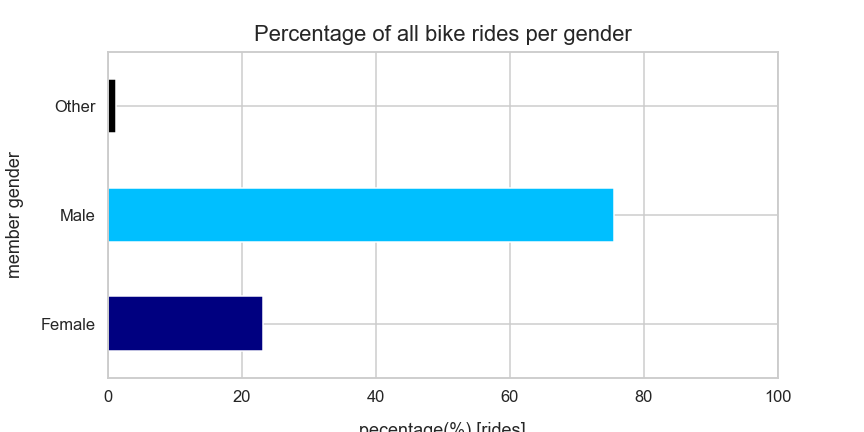 Percentage of all bike rides per gender
member gender
Other
Male
Female
0 20 40 60 80 100
pecentage(%) [rides]